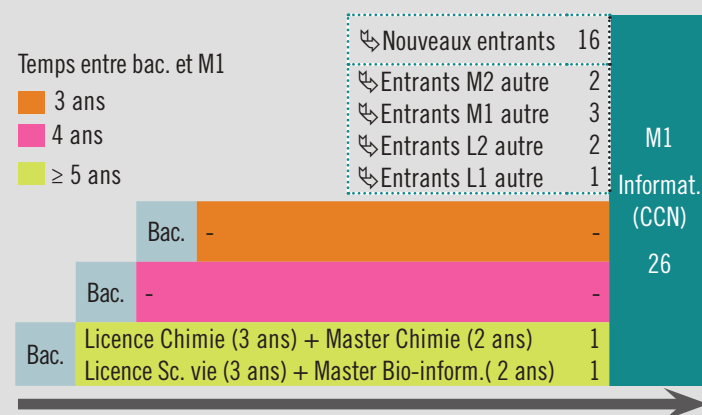 Nouveaux entrants 16
Temps entre bac. et M1
3 ans
4 ans
≥ 5 ans
Entrants M2 autre 2
Entrants M1 autre 3
Entrants L2 autre 2
Entrants L1 autre 1
M1
Informat.
(CCN)
26
Bac. - -
Bac. - -
Bac.
Licence Chimie (3 ans) + Master Chimie (2 ans) 1
Licence Sc. vie (3 ans) + Master Bio-inform.( 2 ans) 1